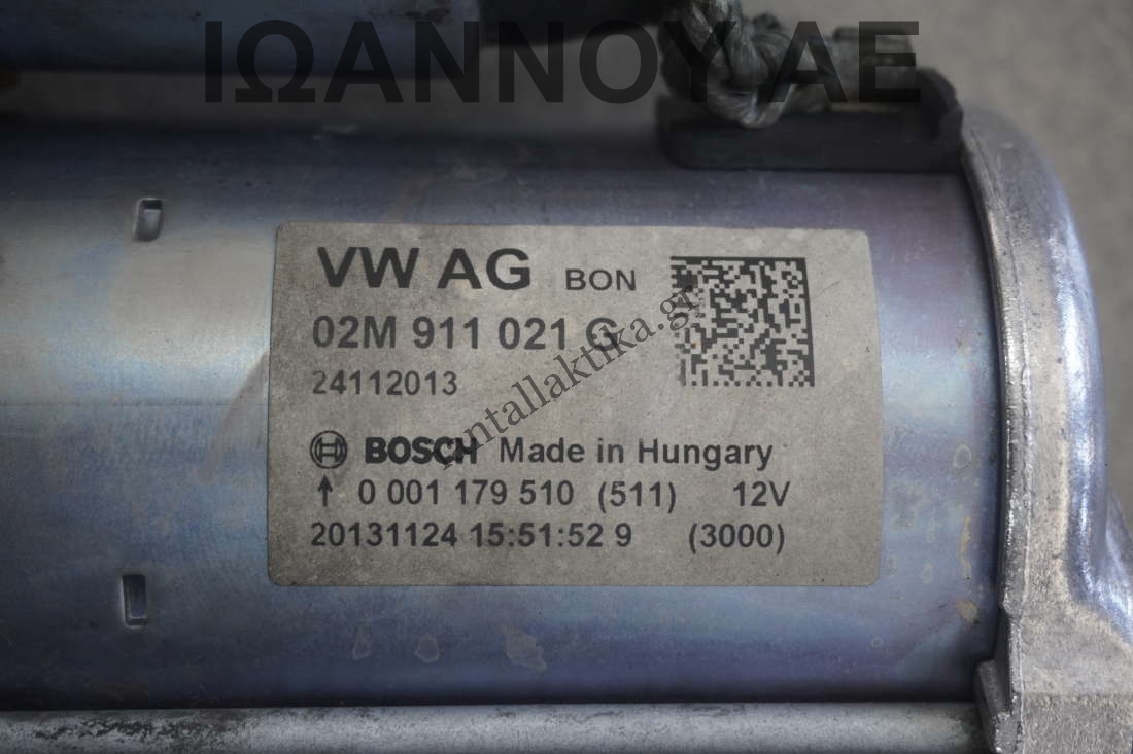 ΙΩΑΝΝΟΥ ΑΕ
VW AG BON
02M 911 021 G
24112013
antallaktika.gr
BOSCH Made in Hungary
↑ 0 001 179 510 (511) 12V
20131124 15:51:52 9 (3000)